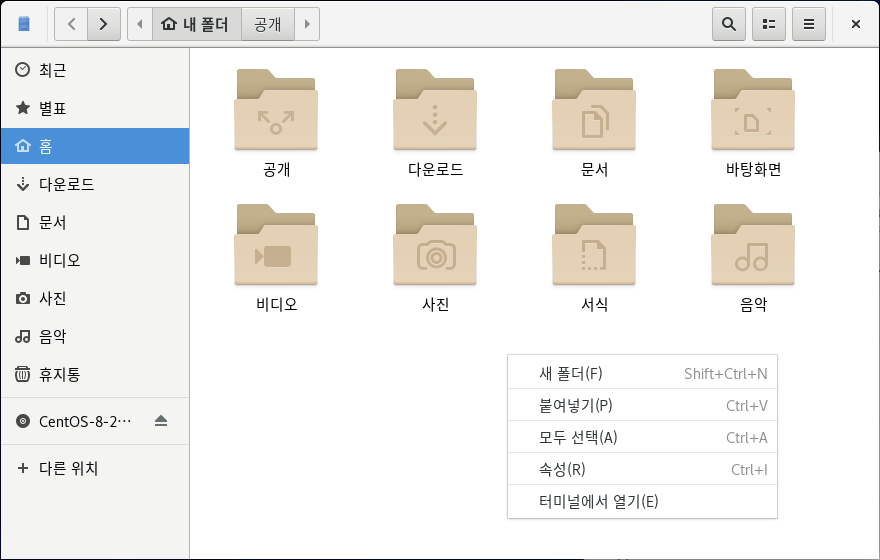 내 폴더 공개
최근
별표
홈
다운로드
문서
비디오
사진
음악
휴지통
CentOS-8-2…
다른 위치
공개 다운로드 문서 바탕화면
비디오 사진 서식 음악
새 폴더(F) Shift+Ctrl+N
붙여넣기(P) Ctrl+V
모두 선택(A) Ctrl+A
속성(R) Ctrl+I
터미널에서 열기(E)